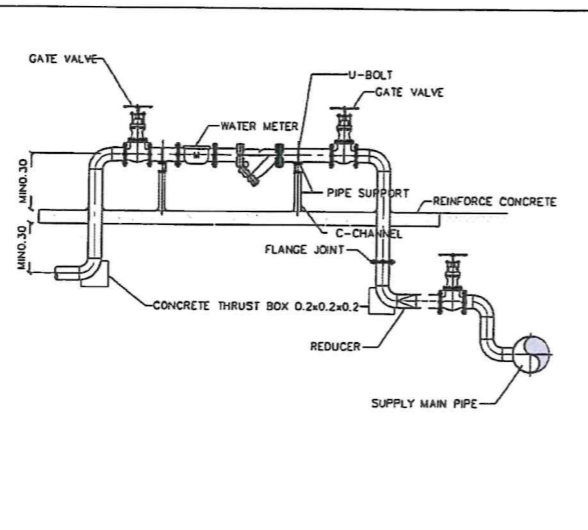 GATE VALVE
U-BOLT
GATE VALVE
WATER METER
M
MIN0.30
PIPE SUPPORT
REINFORCE CONCRETE
C-CHANNEL
MIN0.30
FLANGE JOINT
CONCRETE THRUST BOX 0.2x0.2x0.2
REDUCER
SUPPLY MAIN PIPE